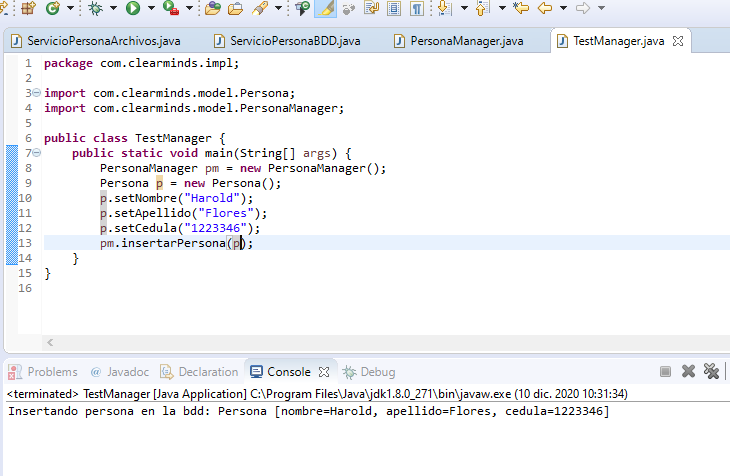 ServicioPersonaArchivos.java ServicioPersonaBDD.java PersonaManager.java TestManager.java
1 package com.clearminds.impl;
2
3 import com.clearminds.model.Persona;
4 import com.clearminds.model.PersonaManager;
5
6 public class TestManager {
7 public static void main(String[] args) {
8 PersonaManager pm = new PersonaManager();
9 Persona p = new Persona();
10 p.setNombre("Harold");
11 p.setApellido("Flores");
12 p.setCedula("1223346");
13 pm.insertarPersona(p);
14 }
15 }
16
Problems @ Javadoc Declaration Console Debug
<terminated> TestManager [Java Application] C:\Program Files\Java\jdk1.8.0_271\bin\javaw.exe (10 dic. 2020 10:31:34)
Insertando persona en la bdd: Persona [nombre=Harold, apellido=Flores, cedula=1223346]